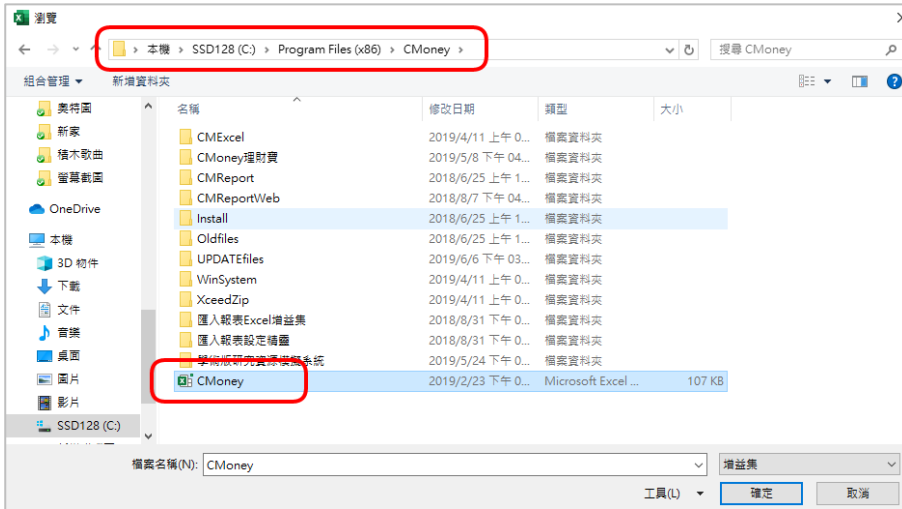 瀏覽
本機 > SSD128 (C:) > Program Files (x86) > CMoney >
搜尋 CMoney
組合管理 新增資料夾
名稱 修改日期 類型 大小
奧特圖
新家
積木歌曲
螢幕截圖
OneDrive
本機
3D 物件
下載
文件
音樂
桌面
圖片
影片
SSD128 (C:)
CMExcel 2019/4/11 上午 0... 檔案資料夾
CMoney理財寶 2019/5/8 下午 04... 檔案資料夾
CMReport 2018/6/25 上午 1... 檔案資料夾
CMReportWeb 2018/8/7 下午 04... 檔案資料夾
Install 2018/6/25 上午 1... 檔案資料夾
Oldfiles 2018/6/25 上午 1... 檔案資料夾
UPDATEfiles 2019/6/6 下午 03... 檔案資料夾
WinSystem 2019/4/11 上午 0... 檔案資料夾
XceedZip 2019/4/11 上午 0... 檔案資料夾
匯入報表Excel增益集 2018/8/31 下午 0... 檔案資料夾
匯入報表設定精靈 2018/8/31 下午 0... 檔案資料夾
學術版研究資源模擬系統 2019/5/24 下午 0... 檔案資料夾
CMoney 2019/2/23 下午 0... Microsoft Excel ... 107 KB
檔案名稱(N): CMoney 增益集
工具(L) 確定 取消